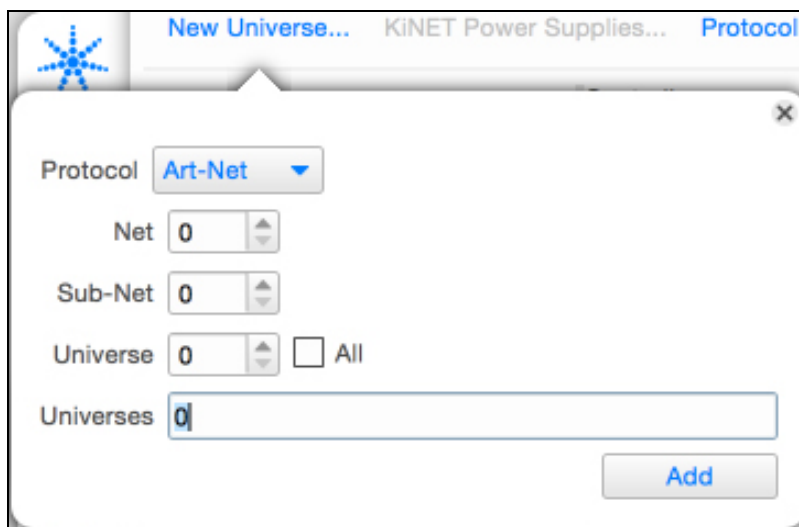 New Universe... KiNET Power Supplies... Protocol
Protocol Art-Net
Net 0
Sub-Net 0
Universe 0 All
Universes 0
Add